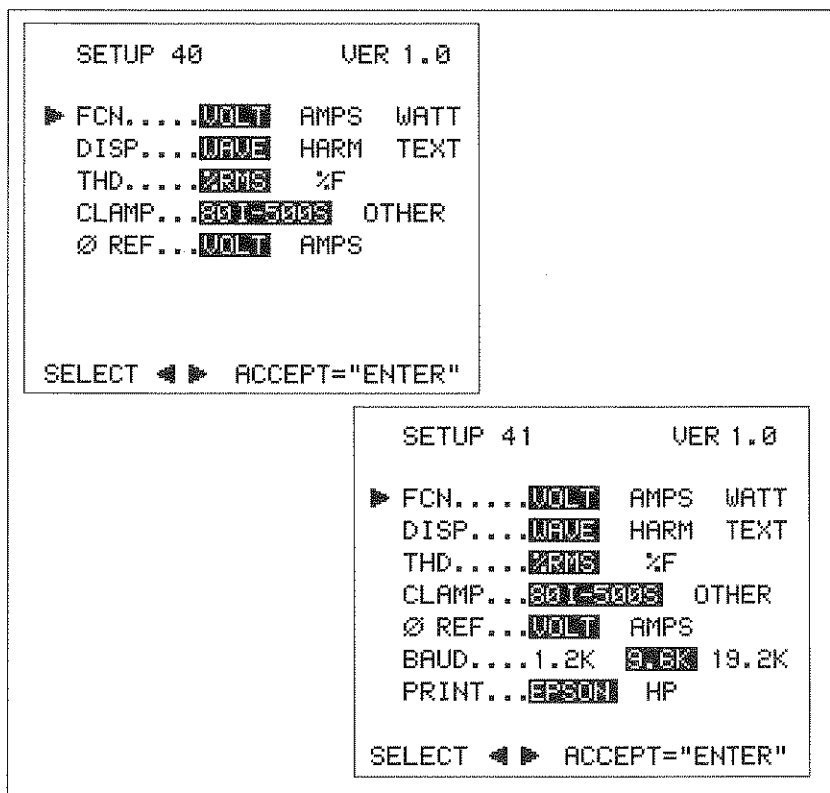 SETUP 40 VER 1.0
▶ FCN.....VOLT AMPS WATT
DISP....WAVE HARM TEXT
THD.....%RMS %F
CLAMP...80I-500S OTHER
Ø REF...VOLT AMPS
SELECT ◀ ▶ ACCEPT="ENTER"
SETUP 41 VER 1.0
▶ FCN.....VOLT AMPS WATT
DISP....WAVE HARM TEXT
THD.....%RMS %F
CLAMP...80I-500S OTHER
Ø REF...VOLT AMPS
BAUD....1.2K 9.6K 19.2K
PRINT...EPSON HP
SELECT ◀ ▶ ACCEPT="ENTER"